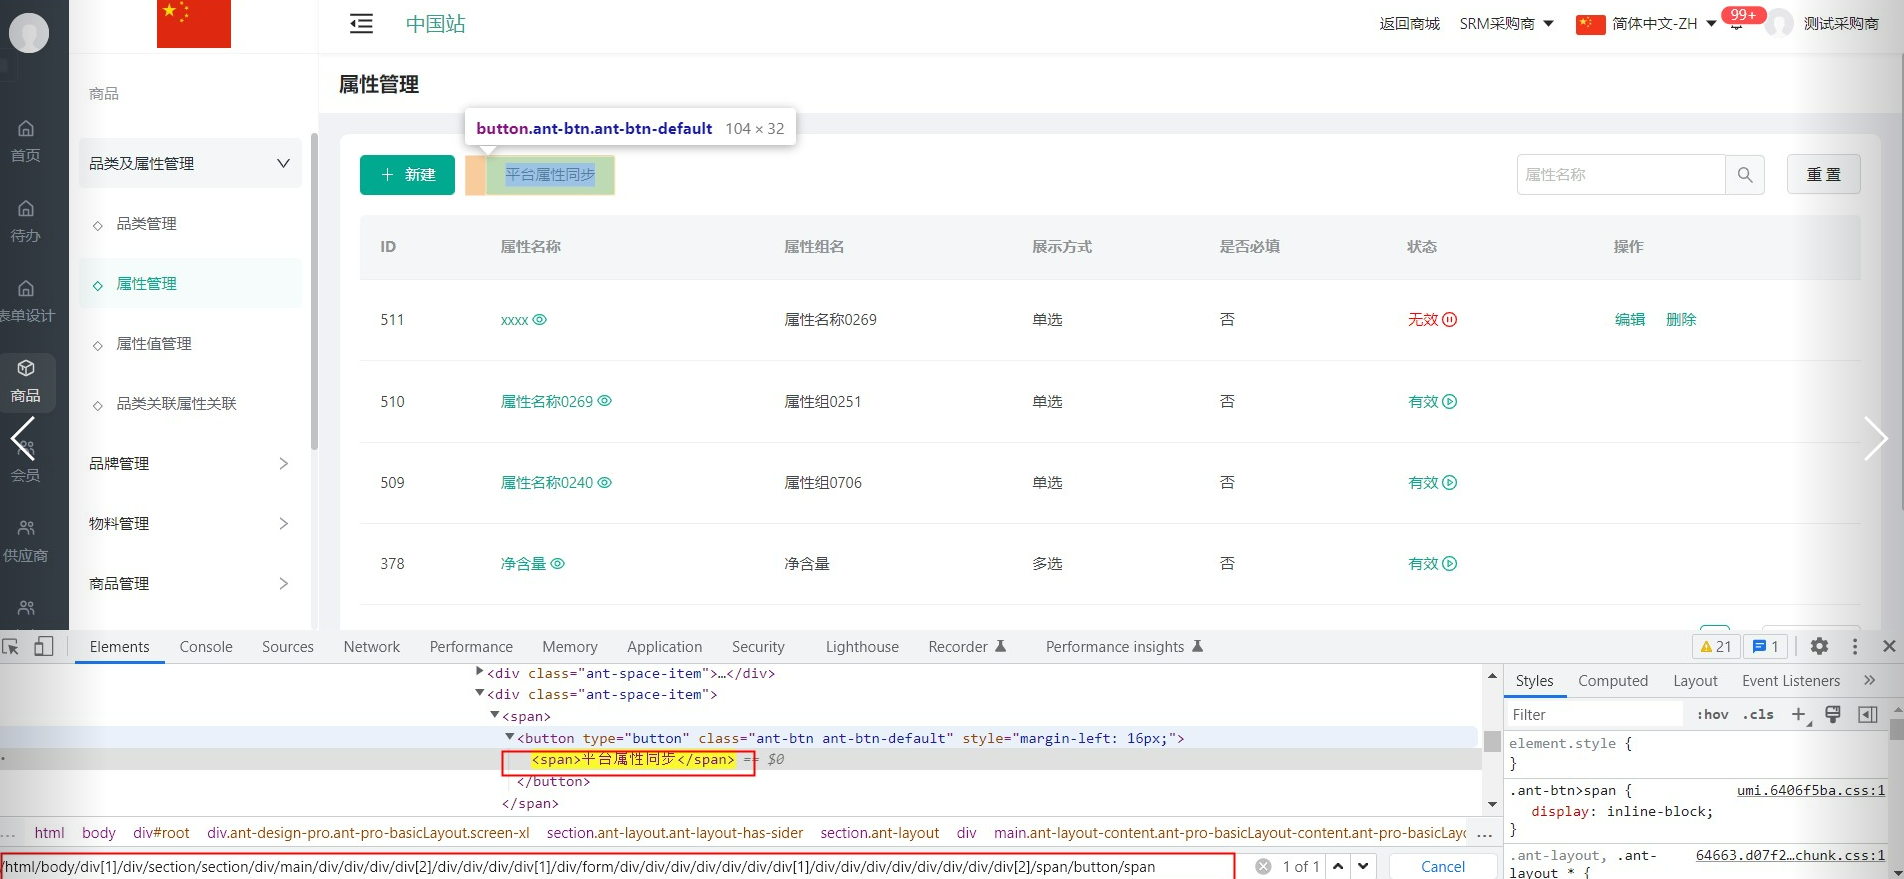 中国站
返回商城 SRM采购商 简体中文-ZH 99+ 测试采购商
属性管理
商品
button.ant-btn.ant-btn-default 104 × 32
首页
品类及属性管理
+ 新建 平台属性同步 属性名称 重 置
待办
品类管理
ID 属性名称 属性组名 展示方式 是否必填 状态 操作
属性管理
表单设计
511 xxxx 属性名称0269 单选 否 无效 编辑 删除
属性值管理
商品
品类关联属性关联
510 属性名称0269 属性组0251 单选 否 有效
会员
品牌管理
509 属性名称0240 属性组0706 单选 否 有效
供应商
物料管理
378 净含量 净含量 多选 否 有效
商品管理
Elements Console Sources Network Performance Memory Application Security Lighthouse Recorder Performance insights 21 1
<div class="ant-space-item">…</div>
<div class="ant-space-item">
<span>
<button type="button" class="ant-btn ant-btn-default" style="margin-left: 16px;">
<span>平台属性同步</span> == $0
</button>
</span>
... html body div#root div.ant-design-pro.ant-pro-basicLayout.screen-xl section.ant-layout.ant-layout-has-sider section.ant-layout div main.ant-layout-content.ant-pro-basicLayout-content.ant-pro-basicLayo ...
/html/body/div[1]/div/section/section/div/main/div/div/div/div[2]/div/div/div/div[1]/div/form/div/div/div/div/div/div/div[1]/div/div/div/div/div/div/div/div[2]/span/button/span
1 of 1 Cancel
Styles Computed Layout Event Listeners »
Filter :hov .cls +
element.style {
}
.ant-btn>span { umi.6406f5ba.css:1
display: inline-block;
}
.ant-layout, .ant- 64663.d07f2…chunk.css:1
layout * {